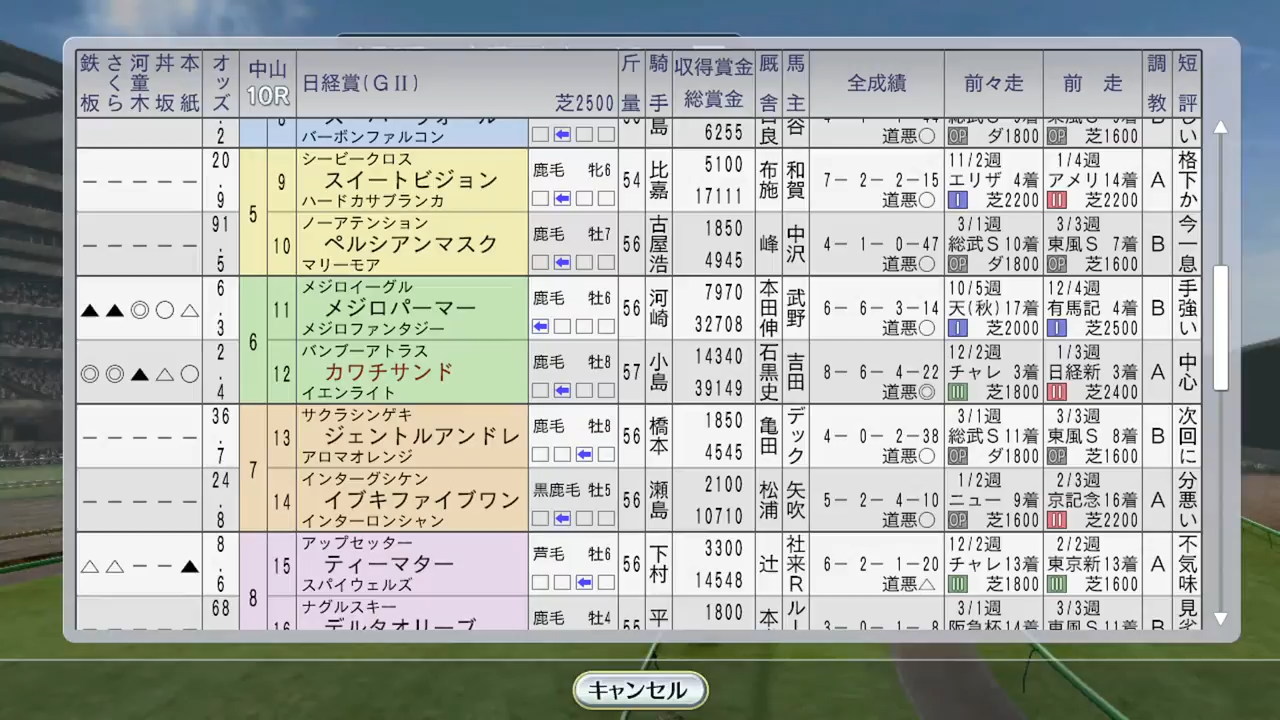 鉄板 さくら 河童木 丼坂 本紙 オッズ 中山 10R 日経賞(GⅡ) 芝2500 斤量 騎手 収得賞金 総賞金 厩舎 馬主 全成績 前々走 前走 調教 短評
.2 バーボンファルコン 島 6255 良 谷 道悪○ OP ダ1800 OP 芝1600 い
― ― ― ― ― 20.9 5 9 シービークロス
スイートビジョン
ハードカサブランカ
鹿毛 牝6 54 比嘉 5100 17111 布施 和賀 7－2－2－15 道悪○
11/2週 エリザ 4着 Ⅰ 芝2200
1/4週 アメリ14着 Ⅱ 芝2200 A 格下か
― ― ― ― ― 91.5 10 ノーアテンション
ペルシアンマスク
マリーモア
鹿毛 牡7 56 古屋浩 1850 4945 峰 中沢 4－1－0－47 道悪○
3/1週 総武S10着 OP ダ1800
3/3週 東風S 7着 OP 芝1600 B 今一息
▲ ▲ ◎ ○ △ 6.3 6 11 メジロイーグル
メジロパーマー
メジロファンタジー
鹿毛 牡6 56 河崎 7970 32708 本田伸 武野 6－6－3－14 道悪○
10/5週 天(秋)17着 Ⅰ 芝2000
12/4週 有馬記 4着 Ⅰ 芝2500 B 手強い
◎ ◎ ▲ △ ○ 2.4 12 バンブーアトラス
カワチサンド
イエンライト
鹿毛 牡8 57 小島 14340 39149 石黒史 吉田 8－6－4－22 道悪◎
12/2週 チャレ 3着 Ⅲ 芝1800
1/3週 日経新 3着 Ⅱ 芝2400 A 中心
― ― ― ― ― 36.7 7 13 サクラシンゲキ
ジェントルアンドレ
アロマオレンジ
鹿毛 牡8 56 橋本 1850 4545 亀田 デック 4－0－2－38 道悪○
3/1週 総武S11着 OP ダ1800
3/3週 東風S 8着 OP 芝1600 B 次回に
― ― ― ― ― 24.8 14 インターグシケン
イブキファイブワン
インターロンシャン
黒鹿毛 牡5 56 瀬島 2100 10710 松浦 矢吹 5－2－4－10 道悪○
1/2週 ニュー 9着 OP 芝1600
2/3週 京記念16着 Ⅱ 芝2200 A 分悪い
△ △ ― ― ▲ 8.6 8 15 アップセッター
ティーマター
スパイウェルズ
芦毛 牡6 56 下村 3300 14548 辻 社来R 6－2－1－20 道悪△
12/2週 チャレ13着 Ⅲ 芝1800
2/2週 東京新13着 Ⅲ 芝1600 A 不気味
68 ナグルスキー
デルタオリーブ
鹿毛 牡4 平 1800 本 3/1週 3/3週 見
キャンセル